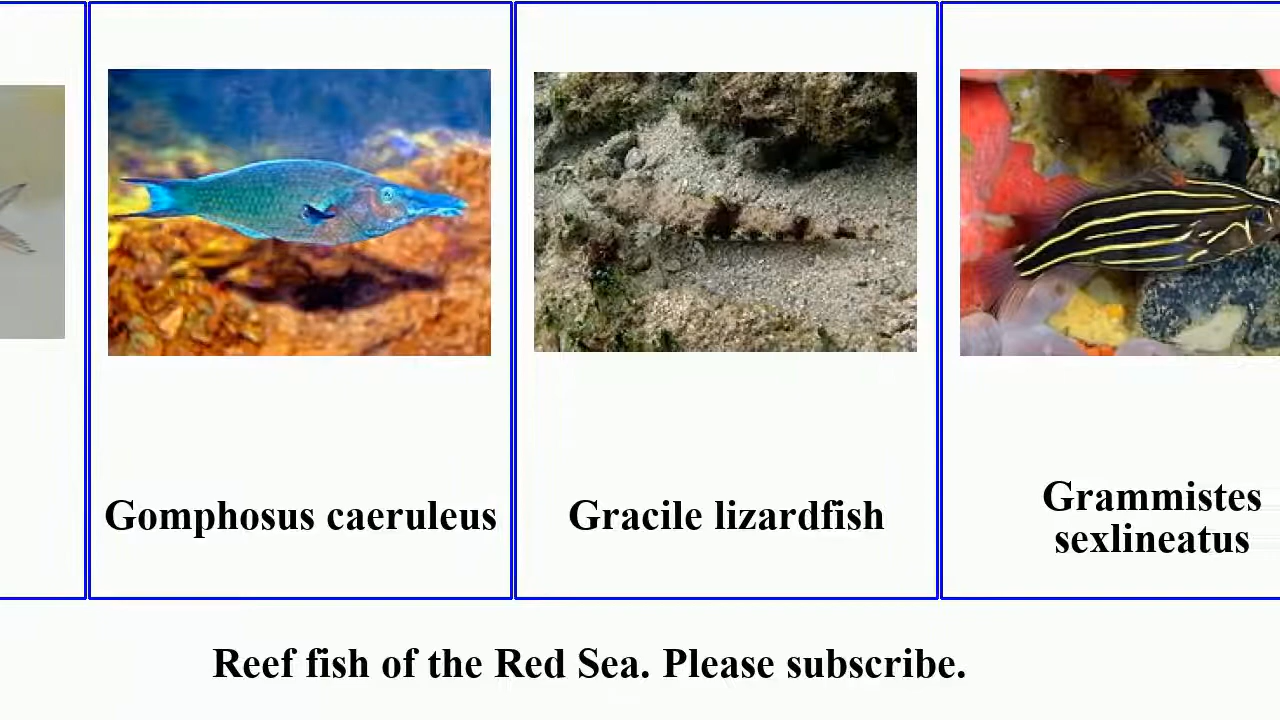 Gomphosus caeruleus
Gracile lizardfish
Grammistes
sexlineatus
Reef fish of the Red Sea. Please subscribe.